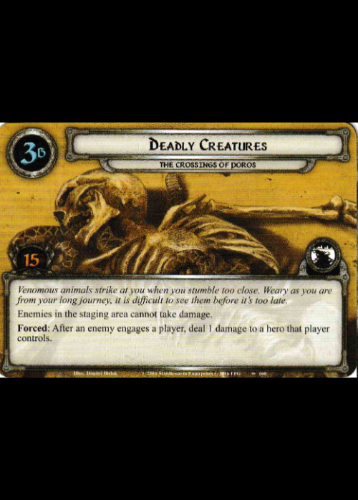 3B
DEADLY CREATURES
THE CROSSINGS OF POROS
15
Venomous animals strike at you when you stumble too close. Weary as you are
from your long journey, it is difficult to see them before it's too late.
Enemies in the staging area cannot take damage.
Forced: After an enemy engages a player, deal 1 damage to a hero that player
controls.
Illus.